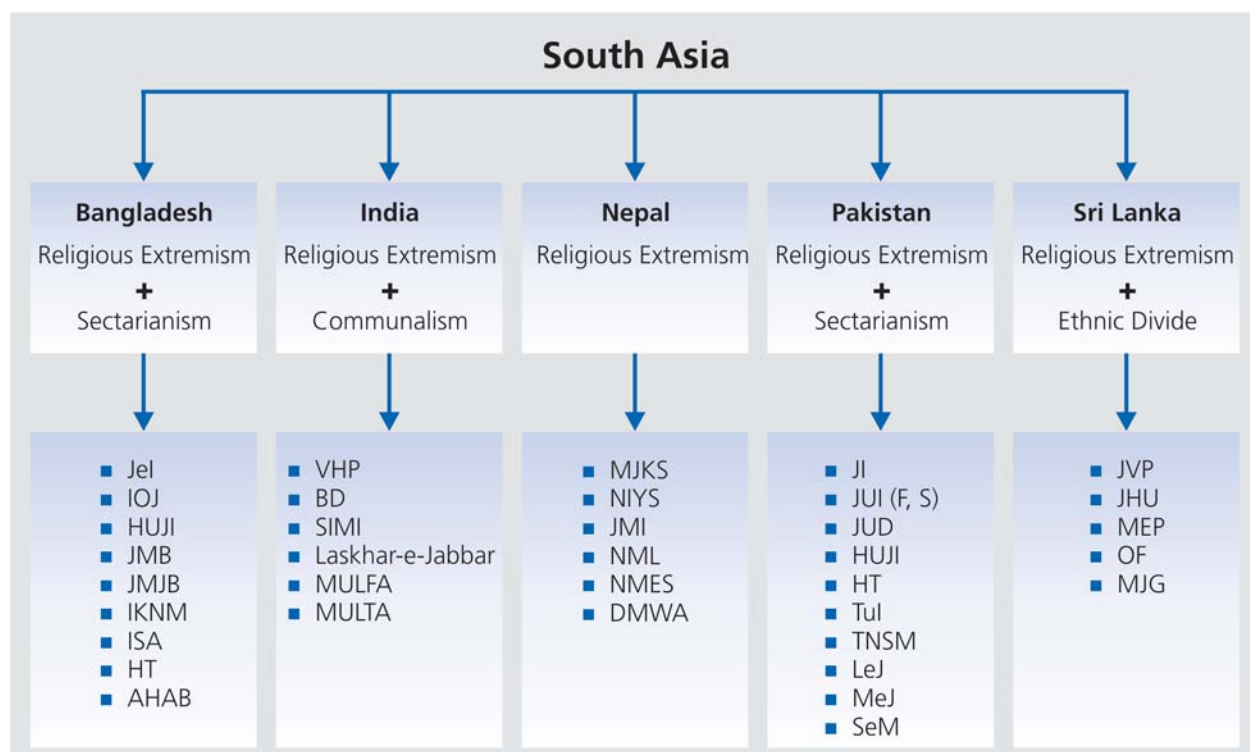 South Asia
Bangladesh
Religious Extremism
+
Sectarianism
India
Religious Extremism
+
Communalism
Nepal
Religious Extremism
Pakistan
Religious Extremism
+
Sectarianism
Sri Lanka
Religious Extremism
+
Ethnic Divide
■ JeI
■ IOJ
■ HUJI
■ JMB
■ JMJB
■ IKNM
■ ISA
■ HT
■ AHAB
■ VHP
■ BD
■ SIMI
■ Laskhar-e-Jabbar
■ MULFA
■ MULTA
■ MJKS
■ NIYS
■ JMI
■ NML
■ NMES
■ DMWA
■ JI
■ JUI (F, S)
■ JUD
■ HUJI
■ HT
■ TuI
■ TNSM
■ LeJ
■ MeJ
■ SeM
■ JVP
■ JHU
■ MEP
■ OF
■ MJG